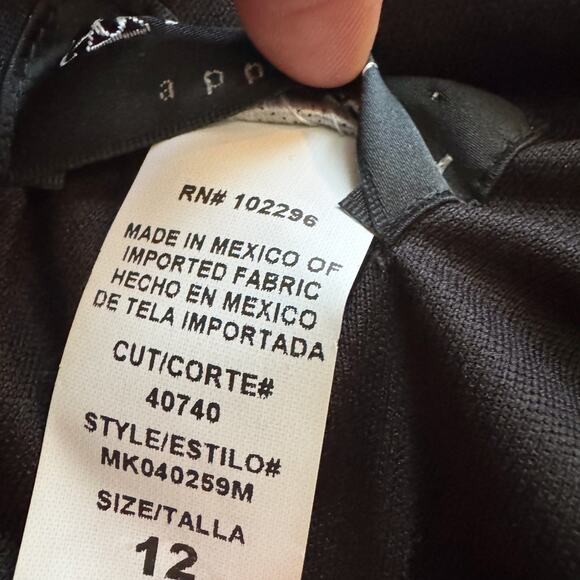 RN# 102296
MADE IN MEXICO OF
IMPORTED FABRIC
HECHO EN MEXICO
DE TELA IMPORTADA
CUT/CORTE#
40740
STYLE/ESTILO#
MK040259M
SIZE/TALLA
12